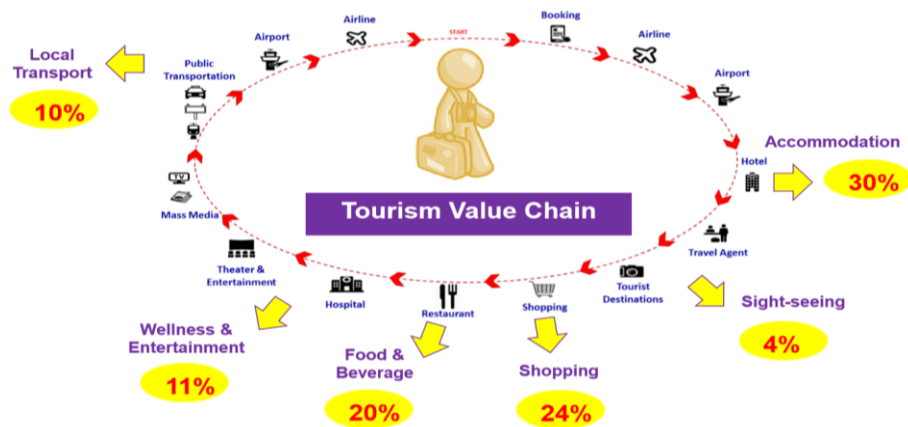 START
Booking
Airline
Airport
Accommodation
30%
Hotel
Travel Agent
Sight-seeing
4%
Tourist
Destinations
Shopping
Shopping
24%
Restaurant
Food &
Beverage
20%
Hospital
Theater &
Entertainment
Wellness &
Entertainment
11%
Mass Media
TV
Public
Transportation
Local
Transport
10%
Airport
Airline
Tourism Value Chain